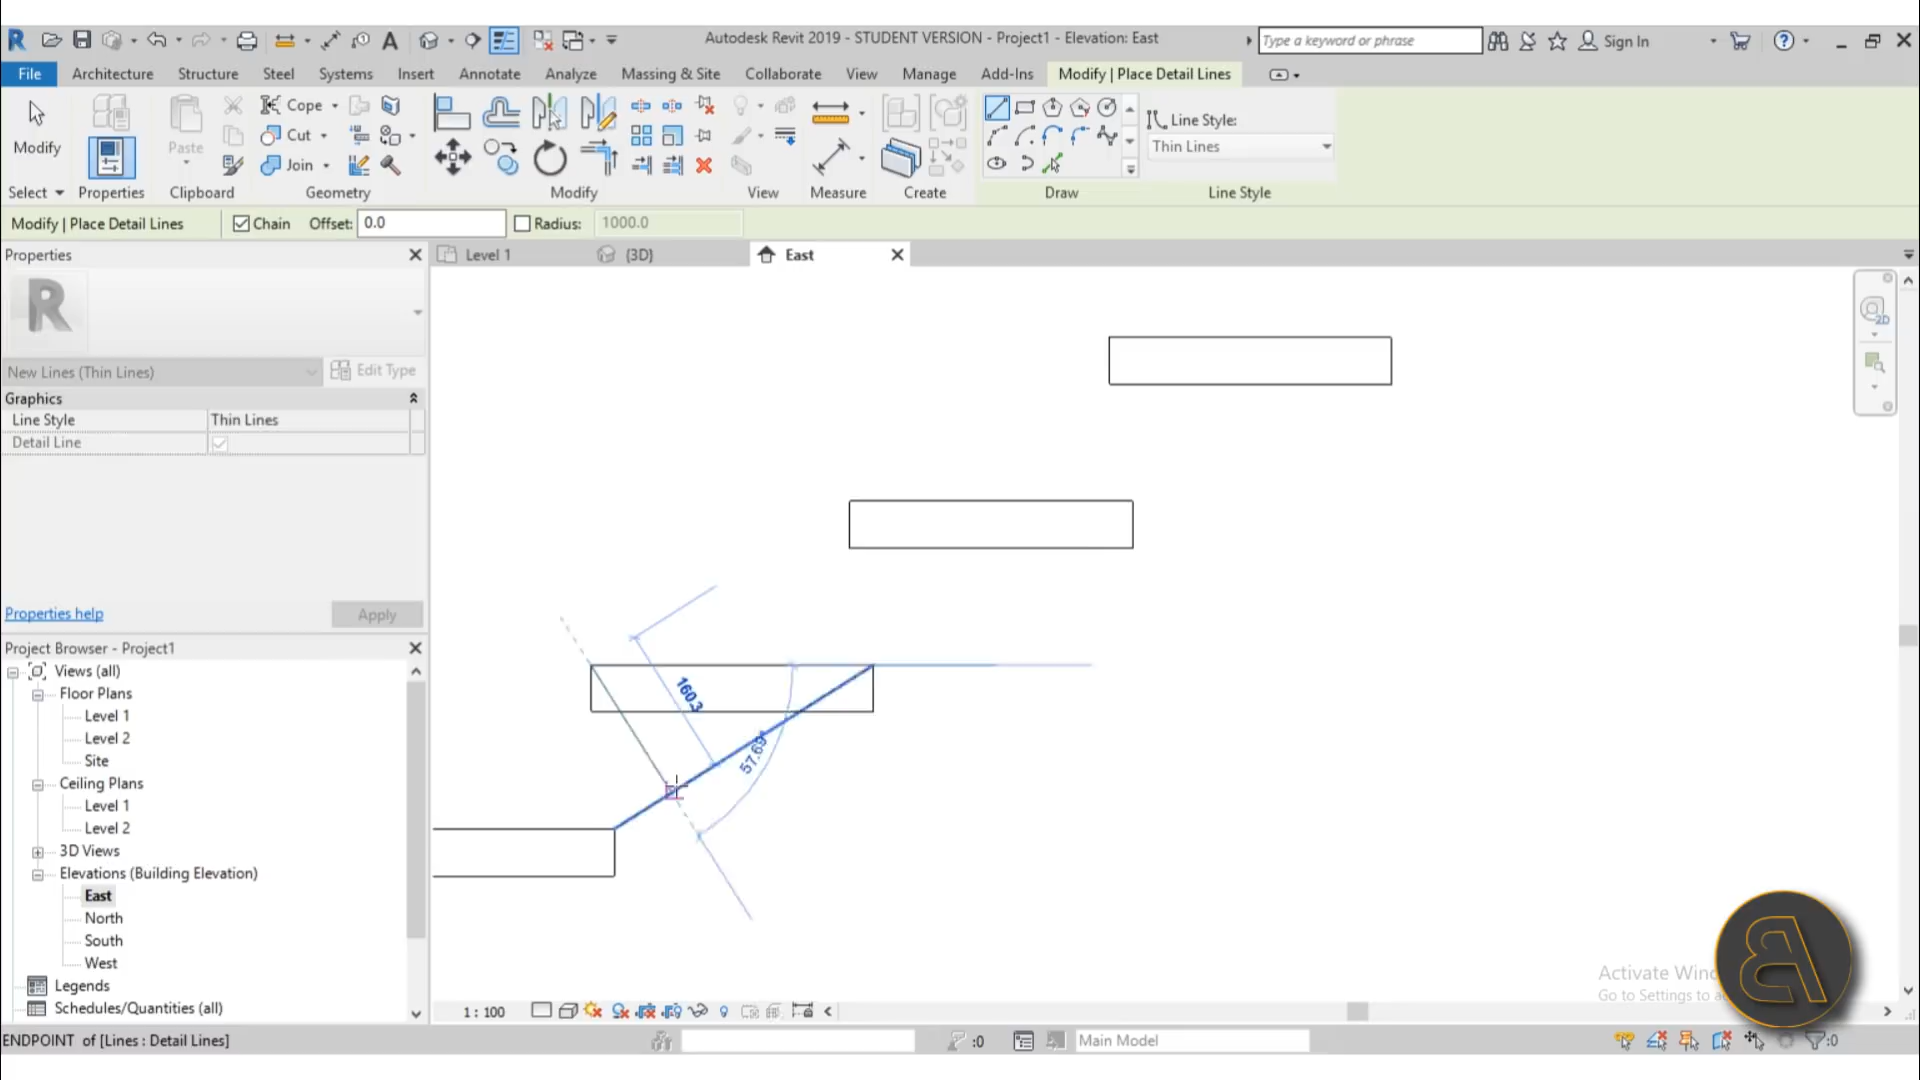 Autodesk Revit 2019 - STUDENT VERSION - Project1 - Elevation: East
Type a keyword or phrase
Sign In
File Architecture Structure Steel Systems Insert Annotate Analyze Massing & Site Collaborate View Manage Add-Ins Modify | Place Detail Lines
Modify
Paste
Cope
Cut
Join
Line Style:
Thin Lines
Select Properties Clipboard Geometry Modify View Measure Create Draw Line Style
Modify | Place Detail Lines Chain Offset: 0.0 Radius: 1000.0
Properties
Level 1 {3D} East
R
2D
New Lines (Thin Lines) Edit Type
Graphics
Line Style Thin Lines
Detail Line
Properties help Apply
160.3
57.69°
Project Browser - Project1
Views (all)
Floor Plans
Level 1
Level 2
Site
Ceiling Plans
Level 1
Level 2
3D Views
Elevations (Building Elevation)
East
North
South
West
Legends
Schedules/Quantities (all)
Go to Settings to
1 : 100
ENDPOINT of [Lines : Detail Lines]
:0
Main Model
:0